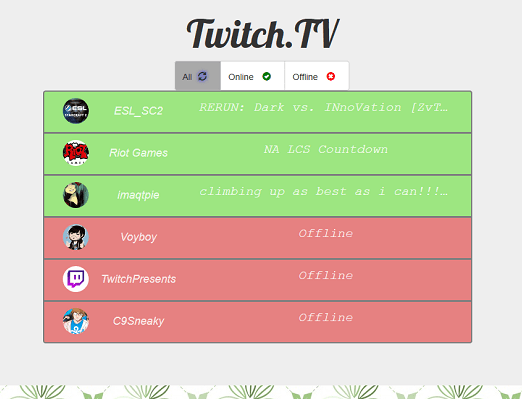 Twitch.TV
All Online Offline
ESL_SC2 RERUN: Dark vs. INnoVation [ZvT…
Riot Games NA LCS Countdown
imaqtpie climbing up as best as i can!!!…
Voyboy Offline
TwitchPresents Offline
C9Sneaky Offline